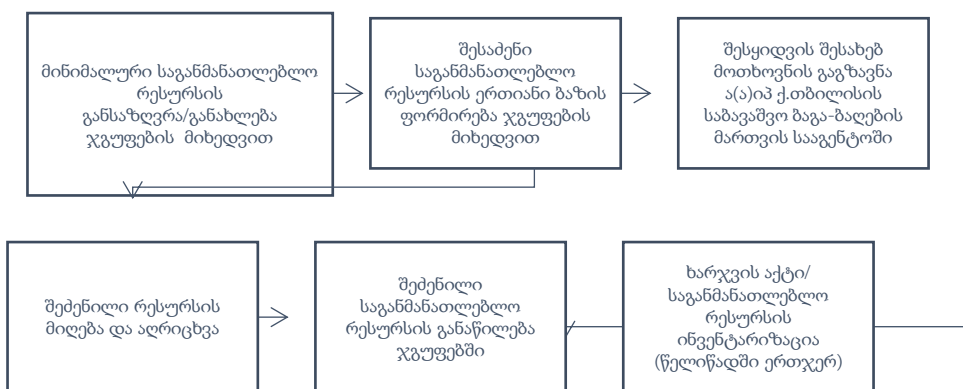 მინიმალური საგანმანათლებლო
რესურსის
განსაზღვრა/განახლება
ჯგუფების მიხედვით
შესაძენი
საგანმანათლებლო
რესურსის ერთიანი ბაზის
ფორმირება ჯგუფების
მიხედვით
შესყიდვის შესახებ
მოთხოვნის გაგზავნა
ა(ა)იპ ქ.თბილისის
საბავშვო ბაგა-ბაღების
მართვის სააგენტოში
შეძენილი რესურსის
მიღება და აღრიცხვა
შეძენილი
საგანმანათლებლო
რესურსის განაწილება
ჯგუფებში
ხარჯვის აქტი/
საგანმანათლებლო
რესურსის
ინვენტარიზაცია
(წელიწადში ერთჯერ)